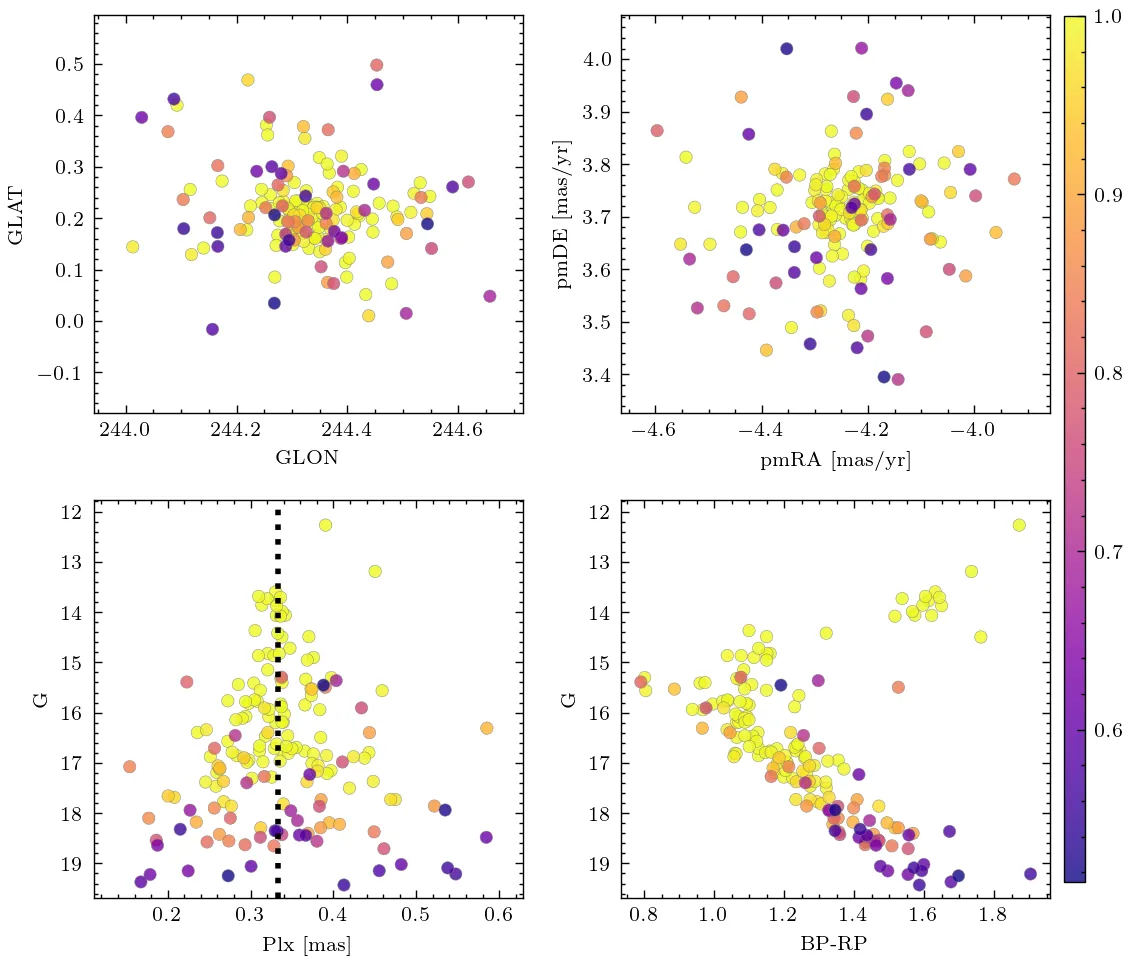 GLAT
0.5
0.4
0.3
0.2
0.1
0.0
−0.1
244.0 244.2 244.4 244.6
GLON
pmDE [mas/yr]
4.0
3.9
3.8
3.7
3.6
3.5
3.4
−4.6 −4.4 −4.2 −4.0
pmRA [mas/yr]
1.0
0.9
0.8
0.7
0.6
G
12
13
14
15
16
17
18
19
0.2 0.3 0.4 0.5 0.6
Plx [mas]
G
12
13
14
15
16
17
18
19
0.8 1.0 1.2 1.4 1.6 1.8
BP-RP